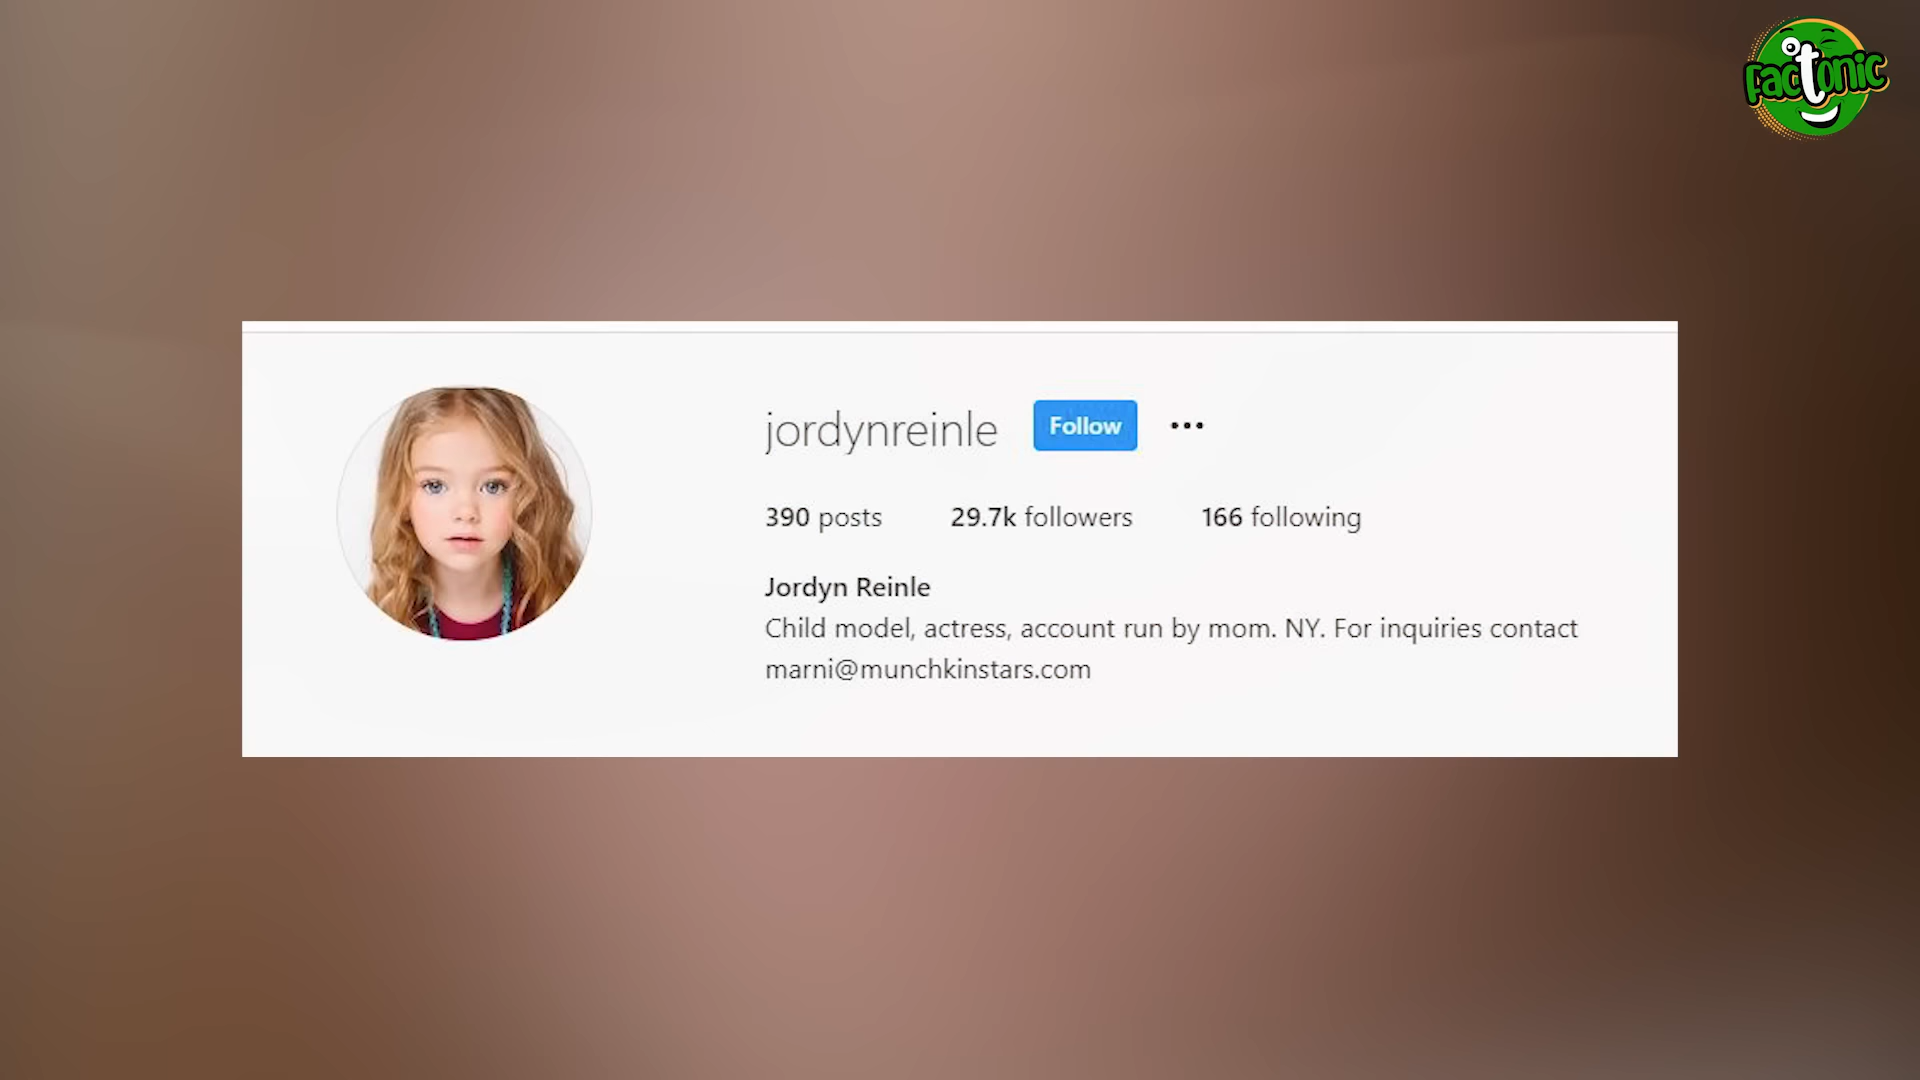 Factonic
jordynreinle Follow
390 posts 29.7k followers 166 following
Jordyn Reinle
Child model, actress, account run by mom. NY. For inquiries contact
marni@munchkinstars.com